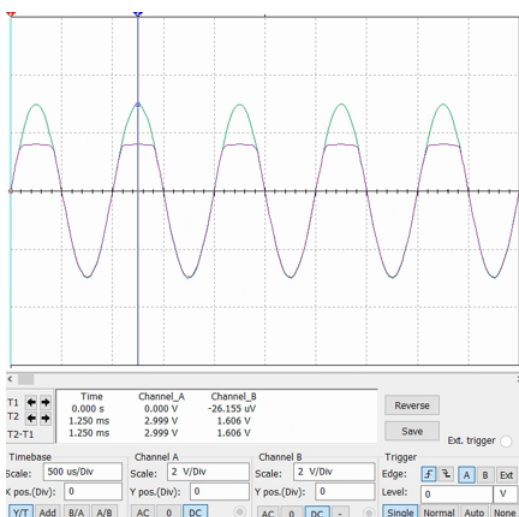 Time Channel_A Channel_B
T1 0.000 s 0.000 V -26.155 uV
T2 1.250 ms 2.999 V 1.606 V
T2-T1 1.250 ms 2.999 V 1.606 V
Reverse
Save
Ext. trigger
Timebase
Scale: 500 us/Div
X pos.(Div): 0
Y/T Add B/A A/B
Channel A
Scale: 2 V/Div
Y pos.(Div): 0
AC 0 DC
Channel B
Scale: 2 V/Div
Y pos.(Div): 0
AC 0 DC -
Trigger
Edge: A B Ext
Level: 0 V
Single Normal Auto None